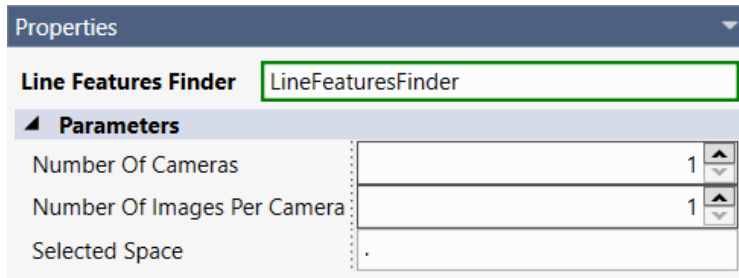 Properties
Line Features Finder LineFeaturesFinder
Parameters
Number Of Cameras 1
Number Of Images Per Camera 1
Selected Space .